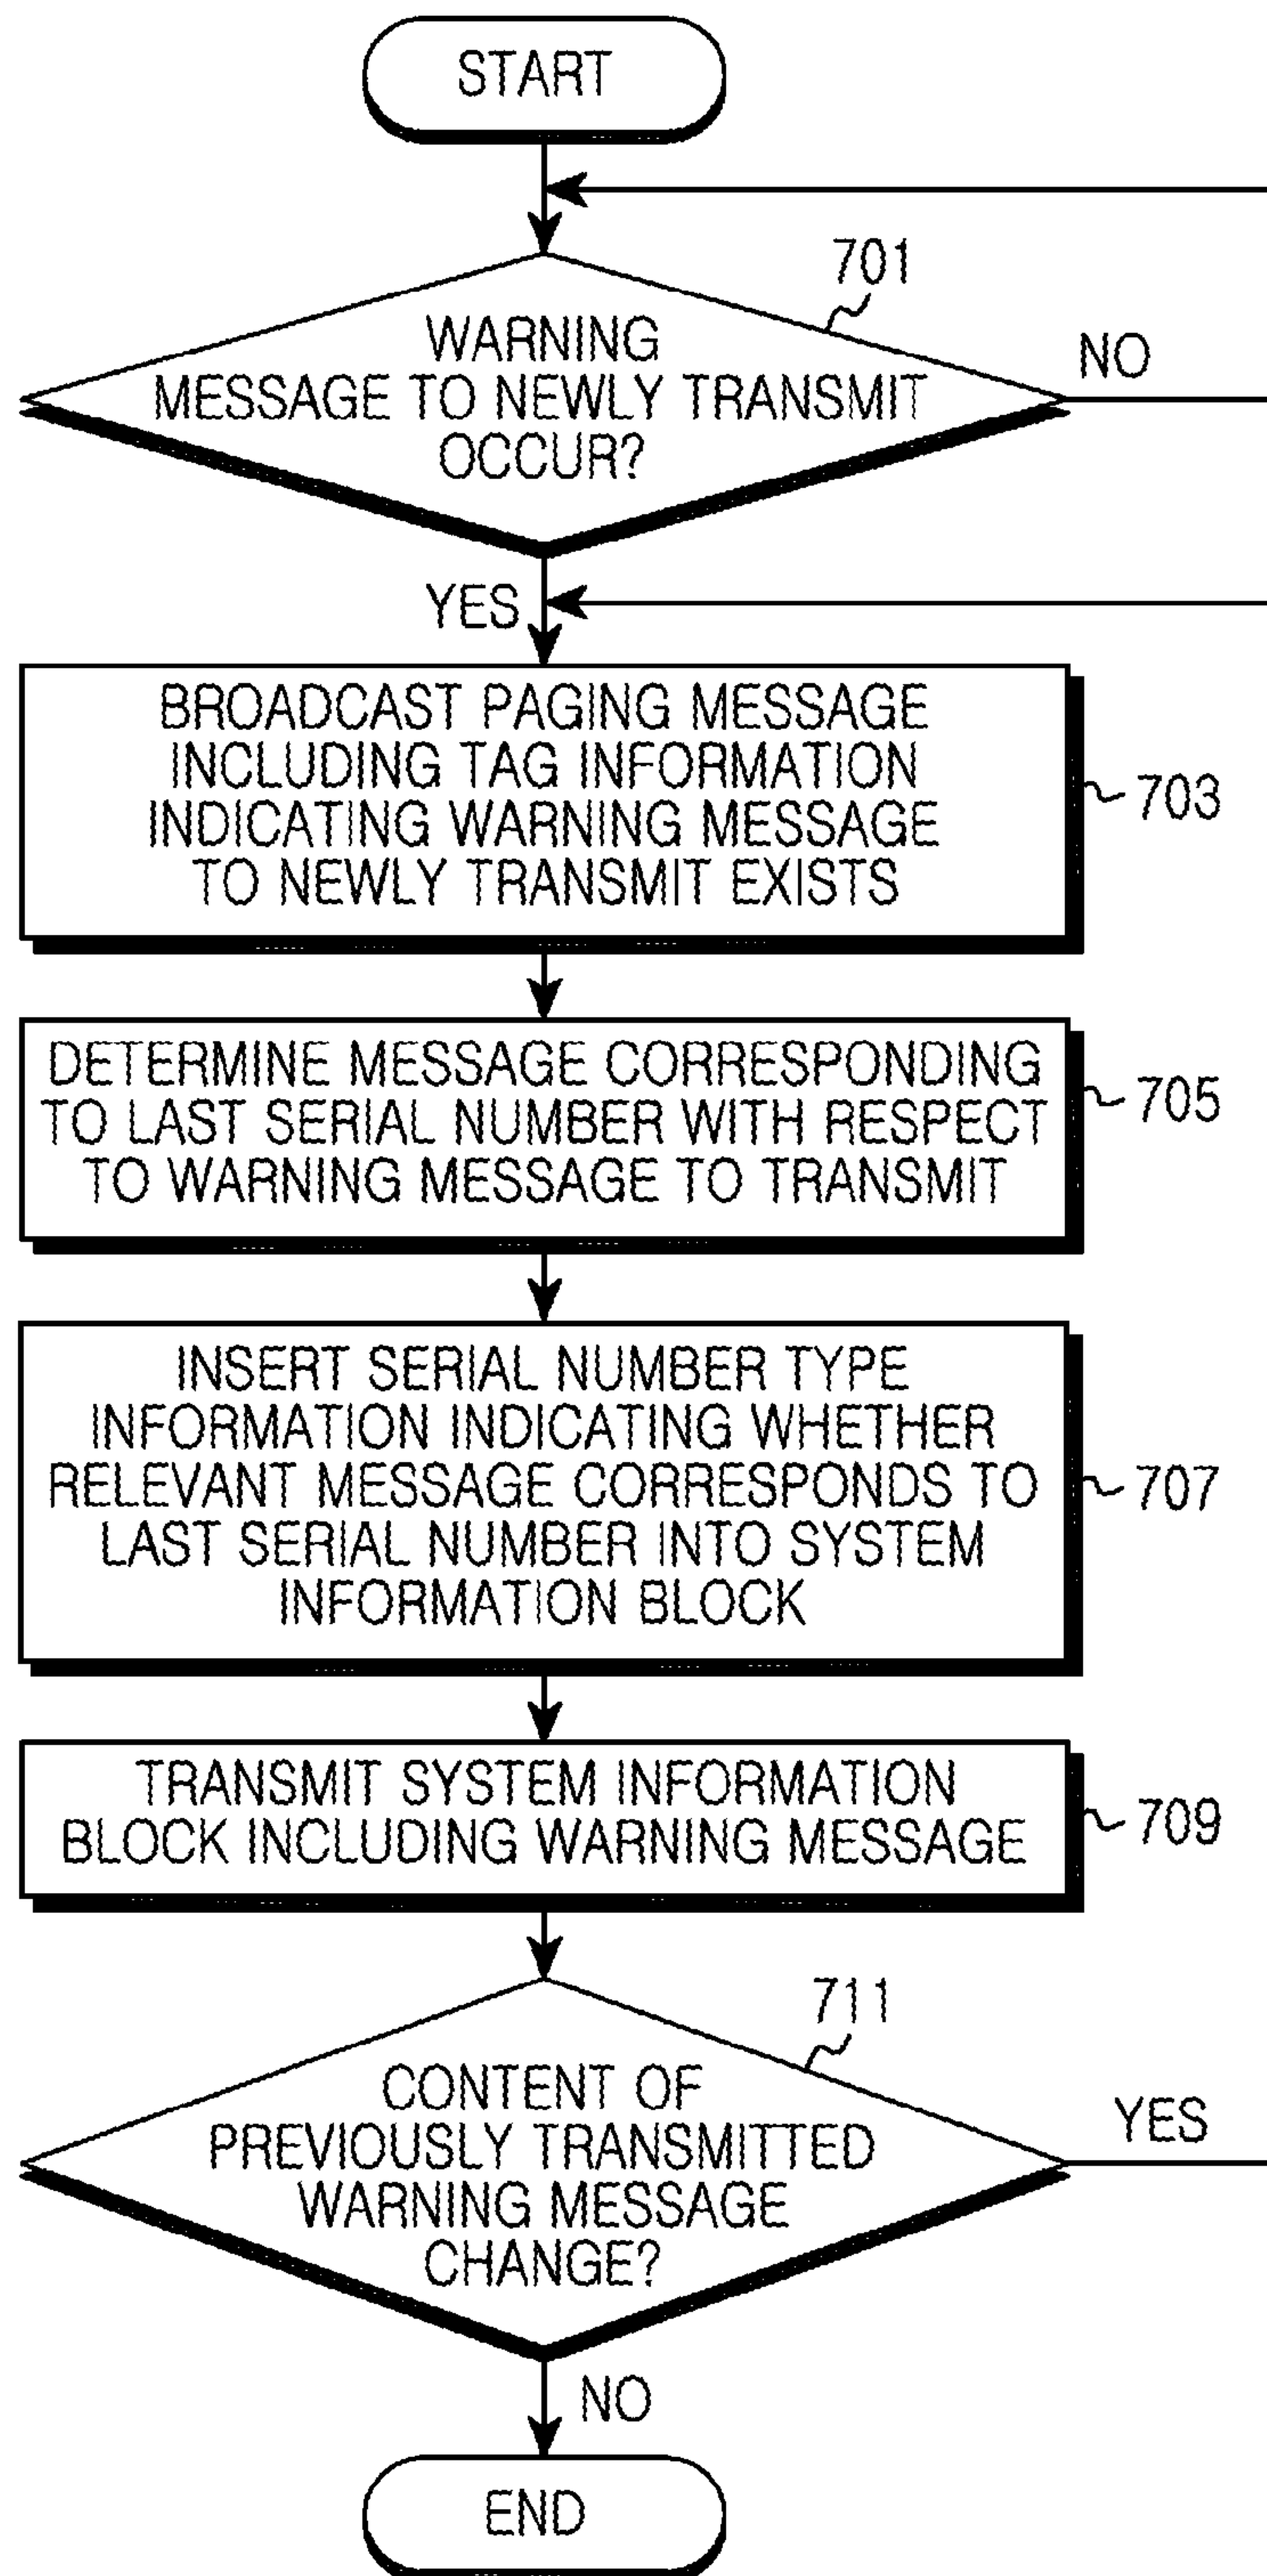 START
701
WARNING
MESSAGE TO NEWLY TRANSMIT
OCCUR?
NO
YES
BROADCAST PAGING MESSAGE
INCLUDING TAG INFORMATION
INDICATING WARNING MESSAGE
TO NEWLY TRANSMIT EXISTS
703
DETERMINE MESSAGE CORRESPONDING
TO LAST SERIAL NUMBER WITH RESPECT
TO WARNING MESSAGE TO TRANSMIT
705
INSERT SERIAL NUMBER TYPE
INFORMATION INDICATING WHETHER
RELEVANT MESSAGE CORRESPONDS TO
LAST SERIAL NUMBER INTO SYSTEM
INFORMATION BLOCK
707
TRANSMIT SYSTEM INFORMATION
BLOCK INCLUDING WARNING MESSAGE
709
711
CONTENT OF
PREVIOUSLY TRANSMITTED
WARNING MESSAGE
CHANGE?
YES
NO
END